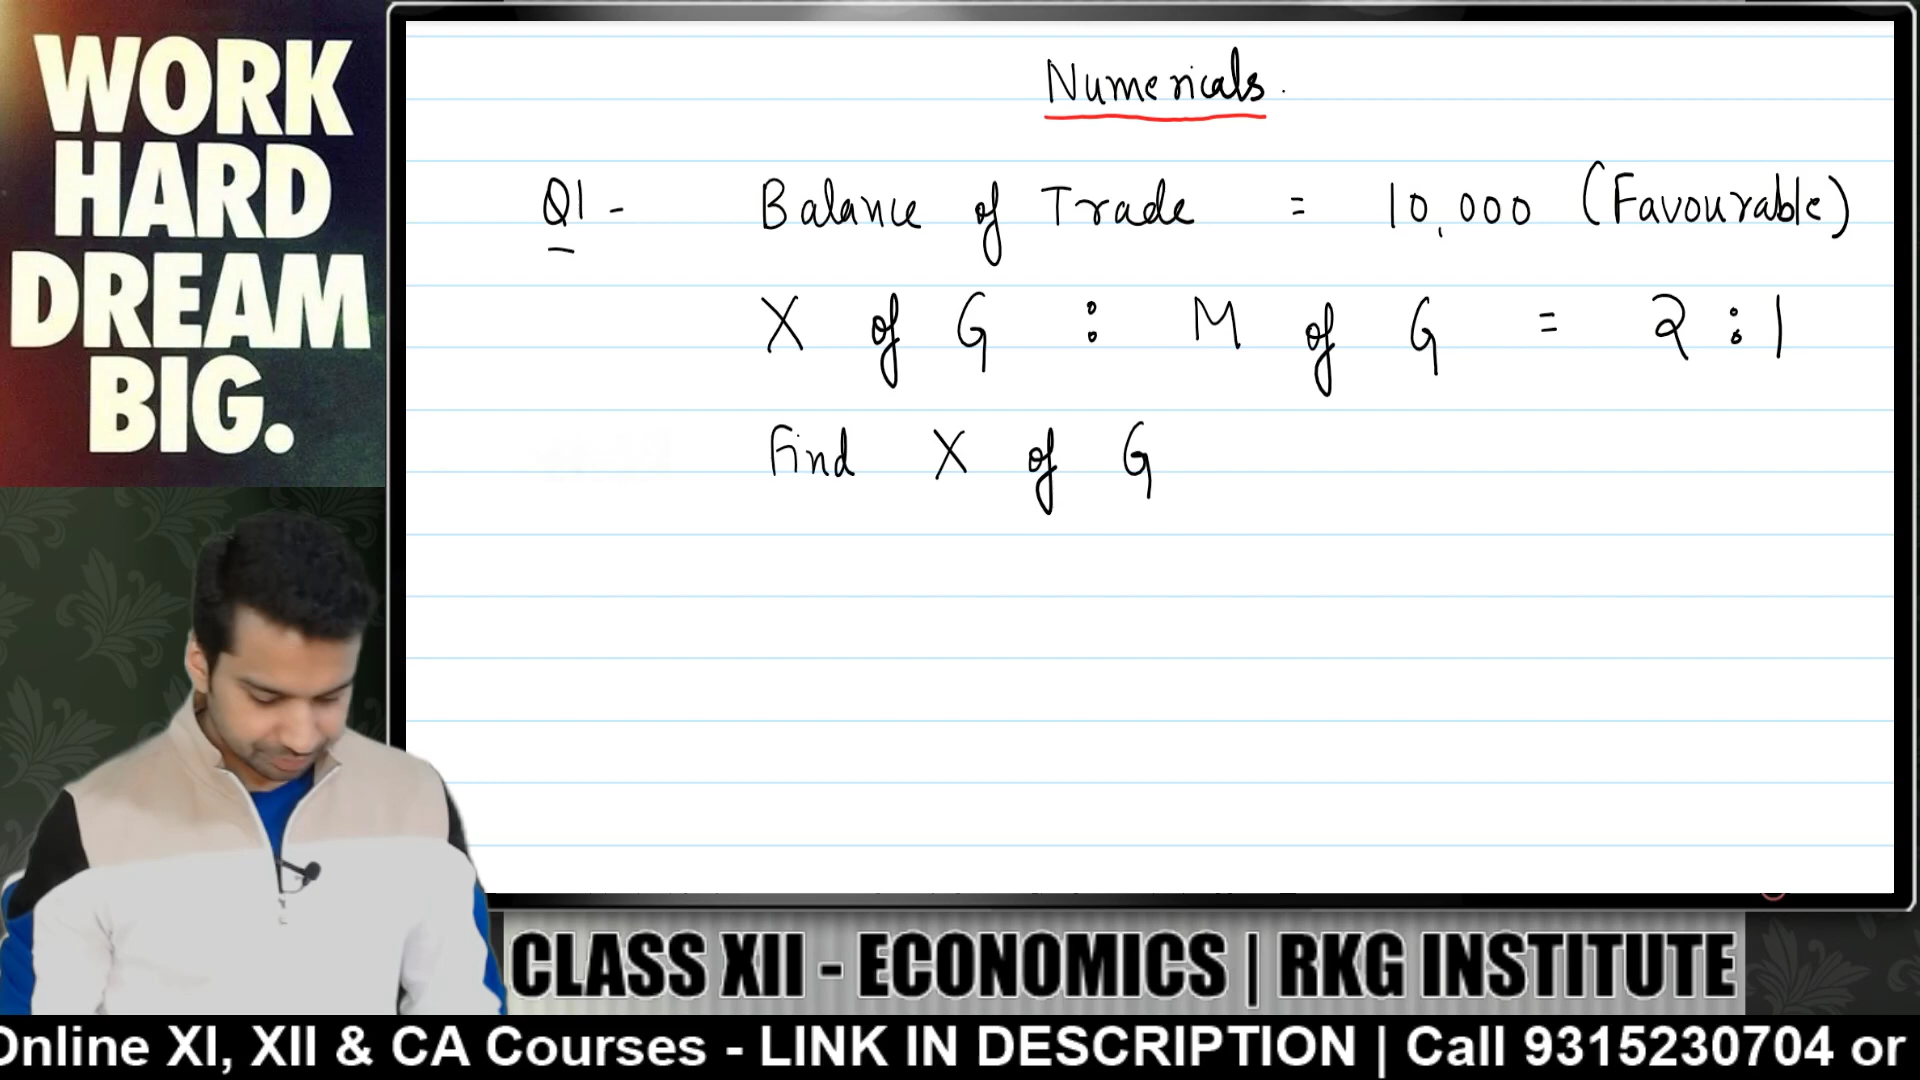 WORK
HARD
DREAM
BIG.
Numericals.
Q1 - Balance of Trade = 10,000 (Favourable)
X of G : M of G = 2 : 1
Find X of G
CLASS XII - ECONOMICS | RKG INSTITUTE
Online XI, XII & CA Courses - LINK IN DESCRIPTION | Call 9315230704 or